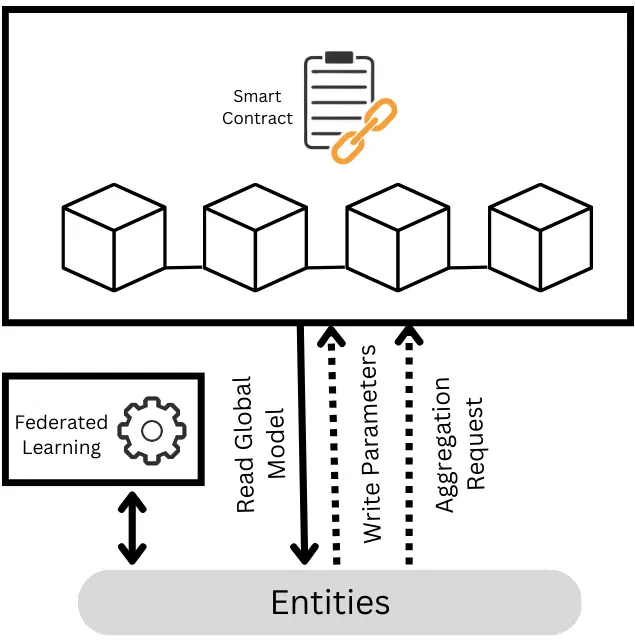 Smart
Contract
Federated
Learning
Read Global
Model
Write Parameters
Aggregation
Request
Entities